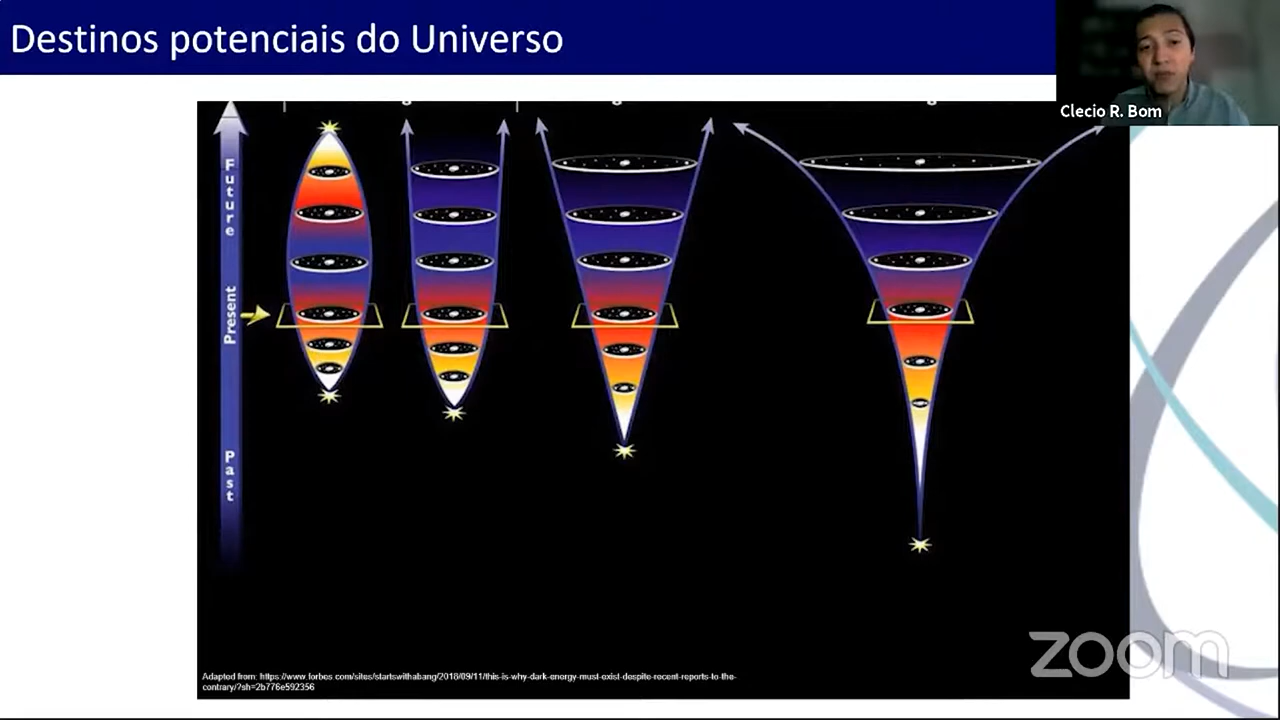 Destinos potenciais do Universo
Clecio R. Bom
Future
Present
Past
Adapted from: https://www.forbes.com/sites/startswithabang/2018/09/11/this-is-why-dark-energy-must-exist-despite-recent-reports-to-the-
contrary/?sh=2b776e592356
zoom